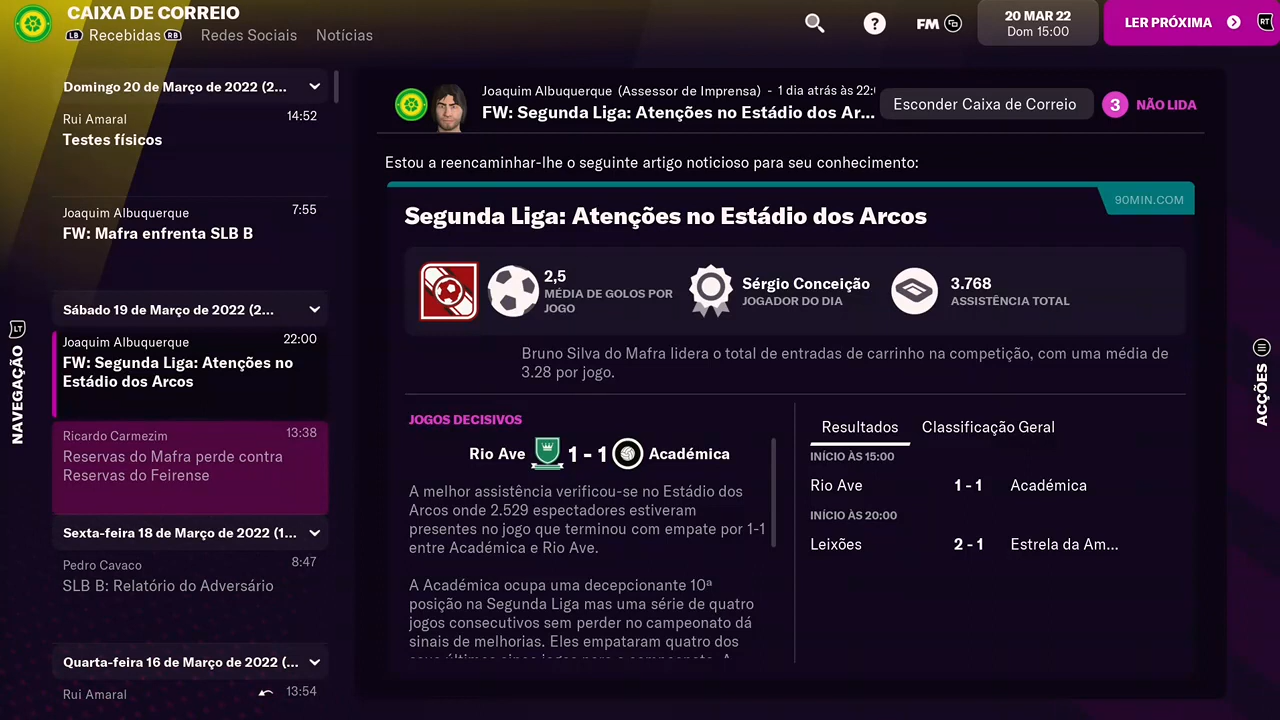 CAIXA DE CORREIO
LB Recebidas RB Redes Sociais Notícias
FM
20 MAR 22
Dom 15:00
LER PRÓXIMA
RT
LT
NAVEGAÇÃO
Domingo 20 de Março de 2022 (2...
Rui Amaral 14:52
Testes físicos
Joaquim Albuquerque 7:55
FW: Mafra enfrenta SLB B
Sábado 19 de Março de 2022 (2...
Joaquim Albuquerque 22:00
FW: Segunda Liga: Atenções no
Estádio dos Arcos
Ricardo Carmezim 13:38
Reservas do Mafra perde contra
Reservas do Feirense
Sexta-feira 18 de Março de 2022 (1...
Pedro Cavaco 8:47
SLB B: Relatório do Adversário
Quarta-feira 16 de Março de 2022 (...
Rui Amaral 13:54
Joaquim Albuquerque (Assessor de Imprensa) - 1 dia atrás às 22:
FW: Segunda Liga: Atenções no Estádio dos Ar...
Esconder Caixa de Correio
3 NÃO LIDA
Estou a reencaminhar-lhe o seguinte artigo noticioso para seu conhecimento:
90MIN.COM
Segunda Liga: Atenções no Estádio dos Arcos
2,5
MÉDIA DE GOLOS POR
JOGO
Sérgio Conceição
JOGADOR DO DIA
3.768
ASSISTÊNCIA TOTAL
Bruno Silva do Mafra lidera o total de entradas de carrinho na competição, com uma média de
3.28 por jogo.
JOGOS DECISIVOS
Rio Ave 1 - 1 Académica
A melhor assistência verificou-se no Estádio dos
Arcos onde 2.529 espectadores estiveram
presentes no jogo que terminou com empate por 1-1
entre Académica e Rio Ave.
A Académica ocupa uma decepcionante 10ª
posição na Segunda Liga mas uma série de quatro
jogos consecutivos sem perder no campeonato dá
sinais de melhorias. Eles empataram quatro dos
seus últimos cinco jogos para o campeonato. A
Resultados Classificação Geral
INÍCIO ÀS 15:00
Rio Ave 1 - 1 Académica
INÍCIO ÀS 20:00
Leixões 2 - 1 Estrela da Am...
ACÇÕES